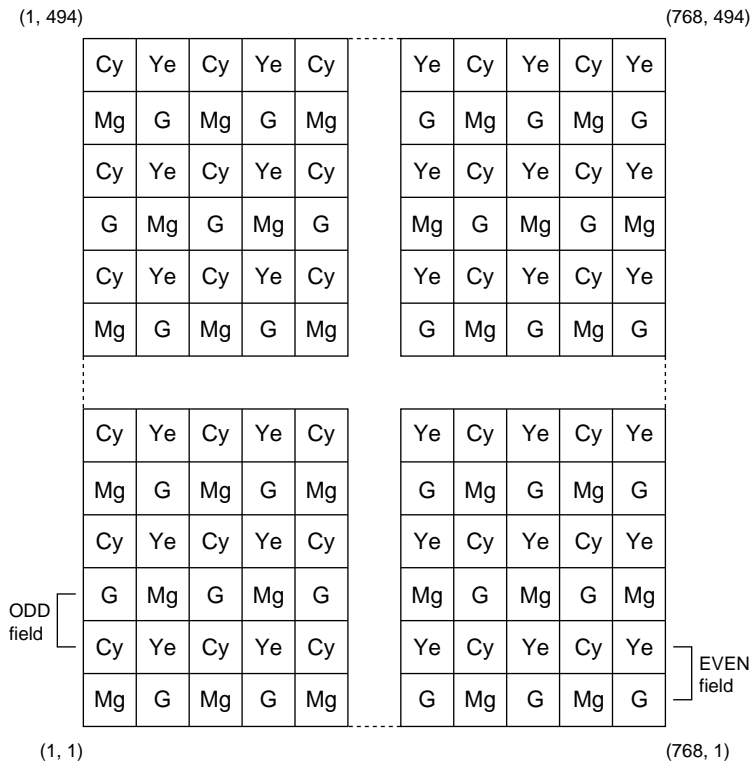 (1, 494) (768, 494)
Cy Ye Cy Ye Cy Ye Cy Ye Cy Ye
Mg G Mg G Mg G Mg G Mg G
Cy Ye Cy Ye Cy Ye Cy Ye Cy Ye
G Mg G Mg G Mg G Mg G Mg
Cy Ye Cy Ye Cy Ye Cy Ye Cy Ye
Mg G Mg G Mg G Mg G Mg G
Cy Ye Cy Ye Cy Ye Cy Ye Cy Ye
Mg G Mg G Mg G Mg G Mg G
Cy Ye Cy Ye Cy Ye Cy Ye Cy Ye
G Mg G Mg G Mg G Mg G Mg
ODD
field
Cy Ye Cy Ye Cy Ye Cy Ye Cy Ye
EVEN
field
Mg G Mg G Mg G Mg G Mg G
(1, 1) (768, 1)